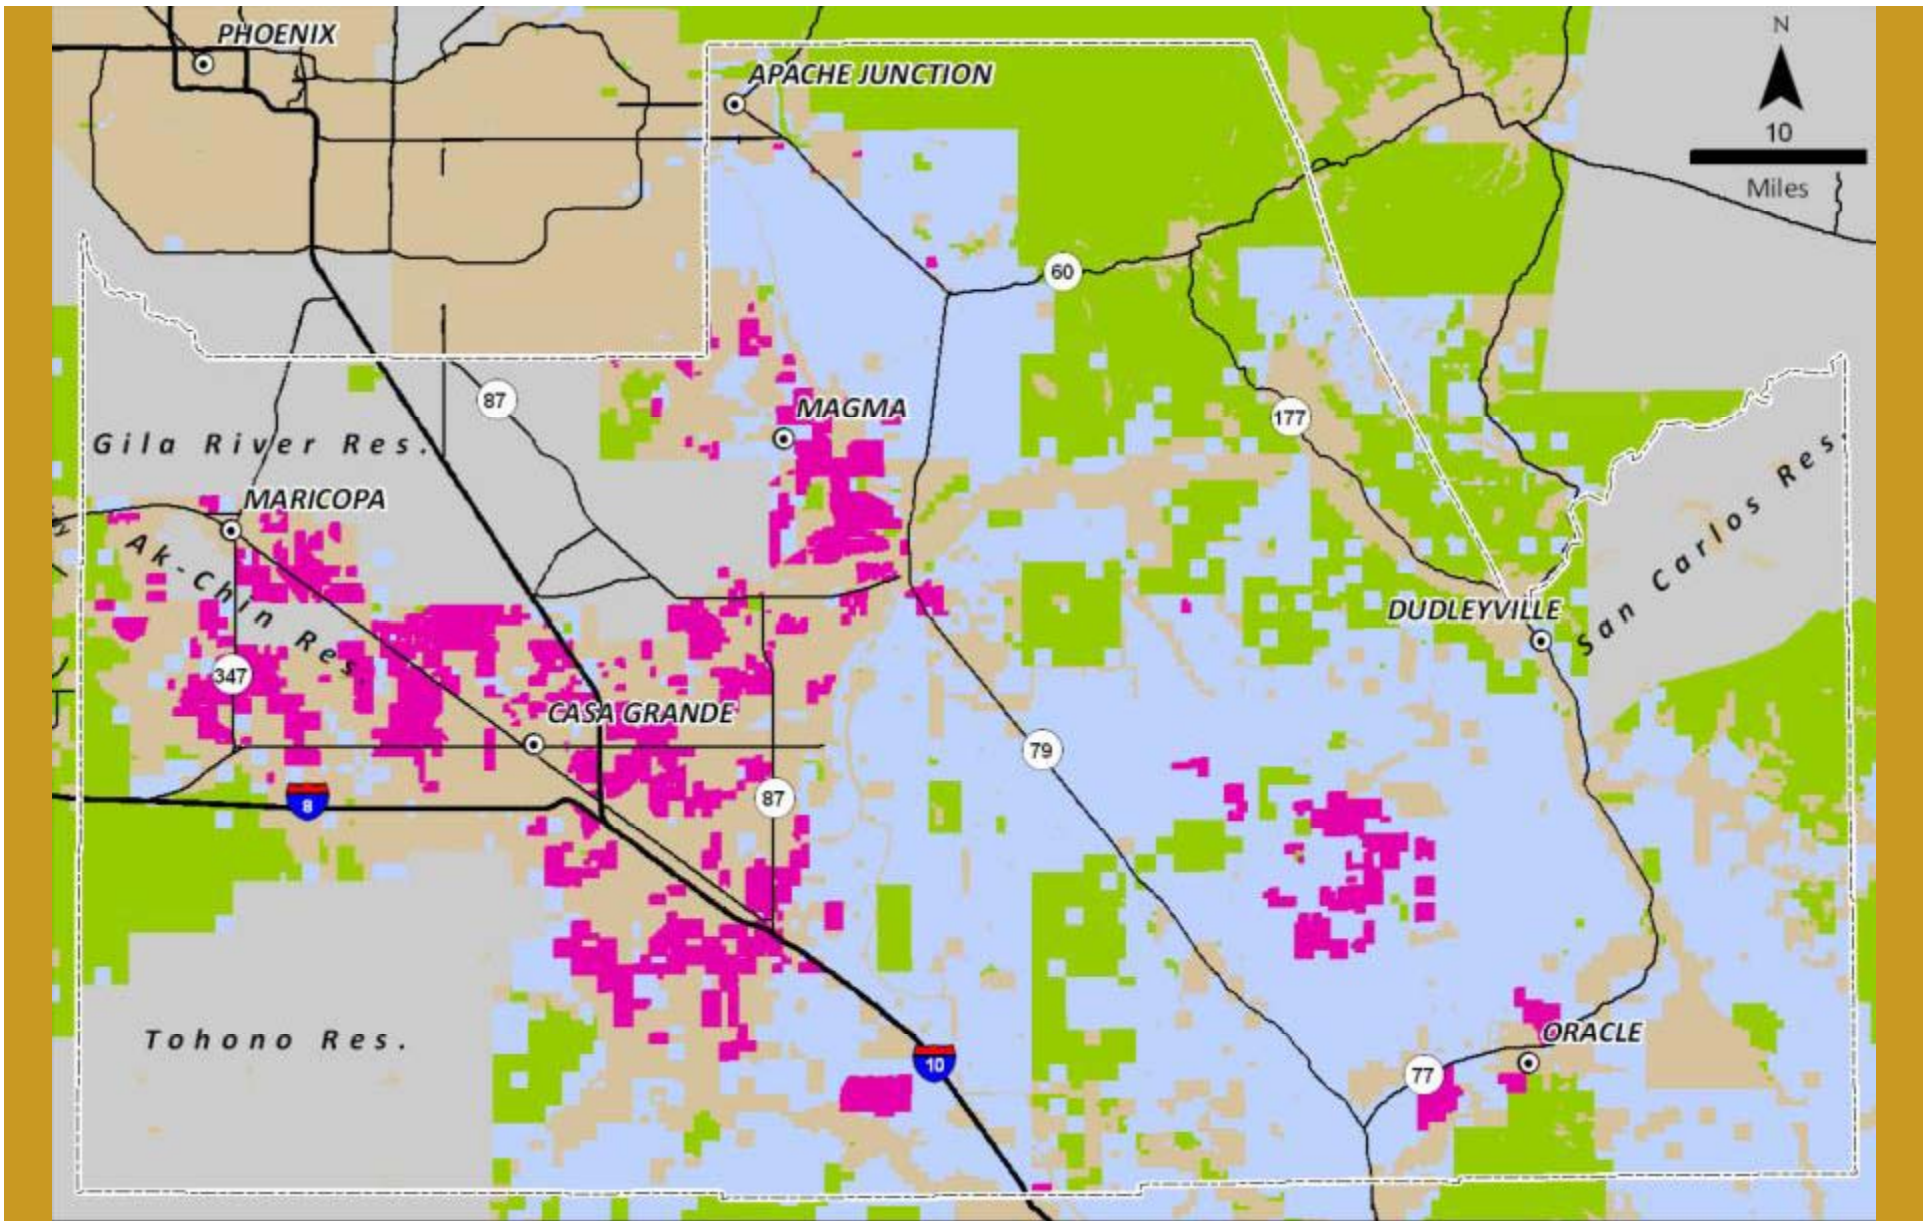 PHOENIX
N
APACHE JUNCTION
10
Miles
60
87
MAGMA
177
Gila River Res.
MARICOPA
San Carlos Res.
Ak-Chin Res.
DUDLEYVILLE
347
CASA GRANDE
79
8
87
Tohono Res.
ORACLE
10
77